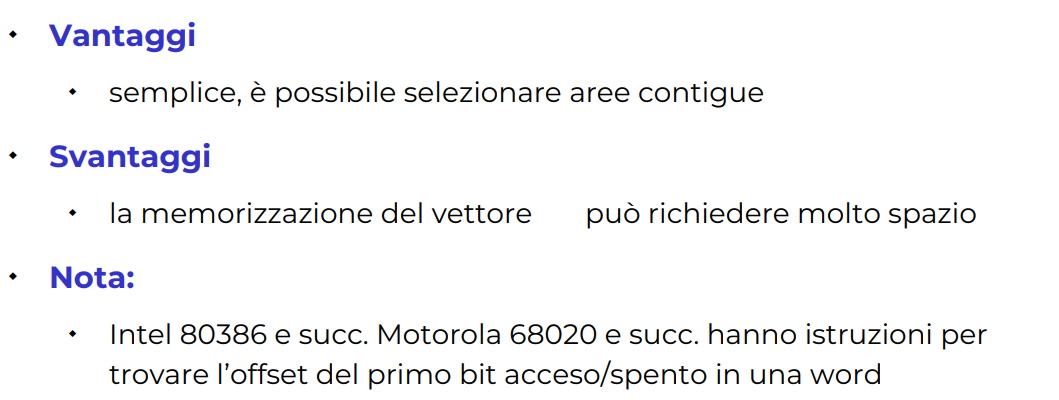 Vantaggi
semplice, è possibile selezionare aree contigue
Svantaggi
la memorizzazione del vettore può richiedere molto spazio
Nota:
Intel 80386 e succ. Motorola 68020 e succ. hanno istruzioni per
trovare l’offset del primo bit acceso/spento in una word